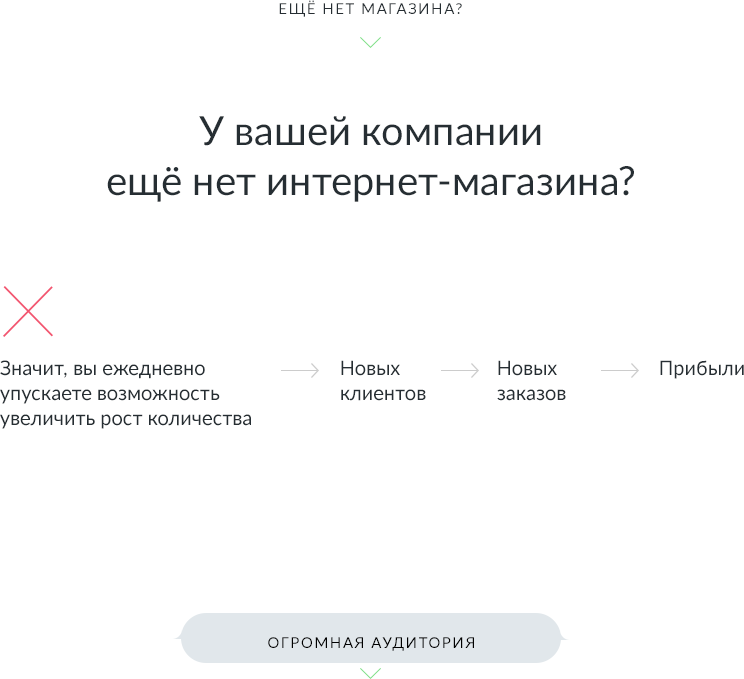 ЕЩЁ НЕТ МАГАЗИНА?
У вашей компании
ещё нет интернет-магазина?
Значит, вы ежедневно
упускаете возможность
увеличить рост количества
Новых
клиентов
Новых
заказов
Прибыли
ОГРОМНАЯ АУДИТОРИЯ